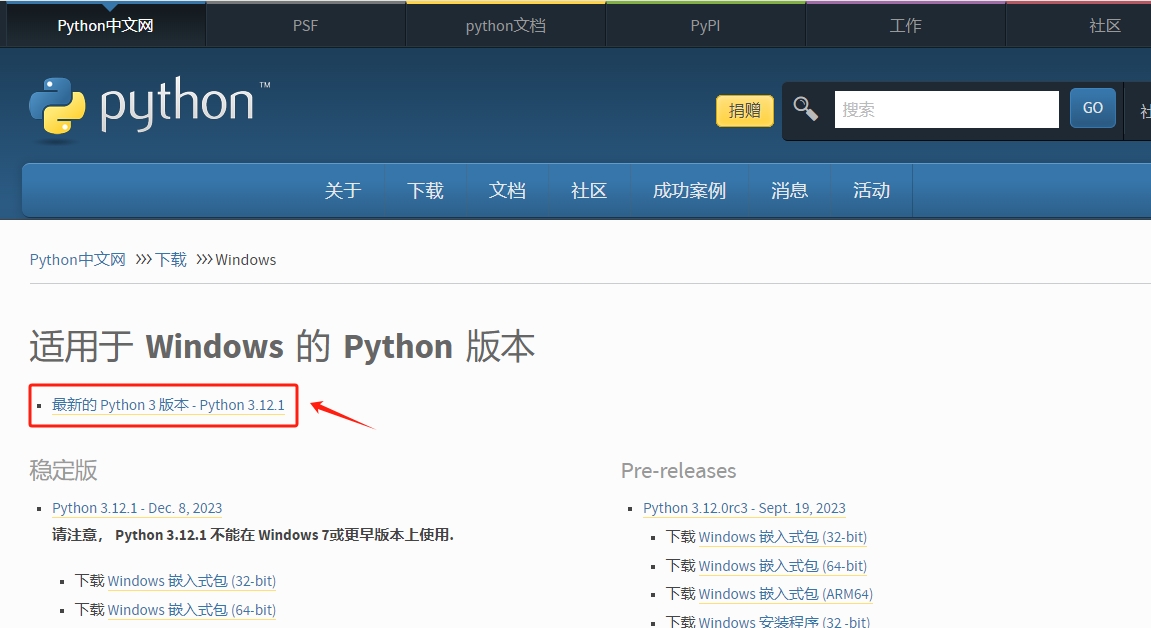 Python中文网 PSF python文档 PyPI 工作 社区
python™
捐赠 搜索 GO
关于 下载 文档 社区 成功案例 消息 活动
Python中文网 >>> 下载 >>> Windows
适用于 Windows 的 Python 版本
最新的 Python 3 版本 - Python 3.12.1
稳定版
Python 3.12.1 - Dec. 8, 2023
请注意， Python 3.12.1 不能在 Windows 7或更早版本上使用.
下载 Windows 嵌入式包 (32-bit)
下载 Windows 嵌入式包 (64-bit)
Pre-releases
Python 3.12.0rc3 - Sept. 19, 2023
下载 Windows 嵌入式包 (32-bit)
下载 Windows 嵌入式包 (64-bit)
下载 Windows 嵌入式包 (ARM64)
下载 Windows 安装程序 (32 -bit)